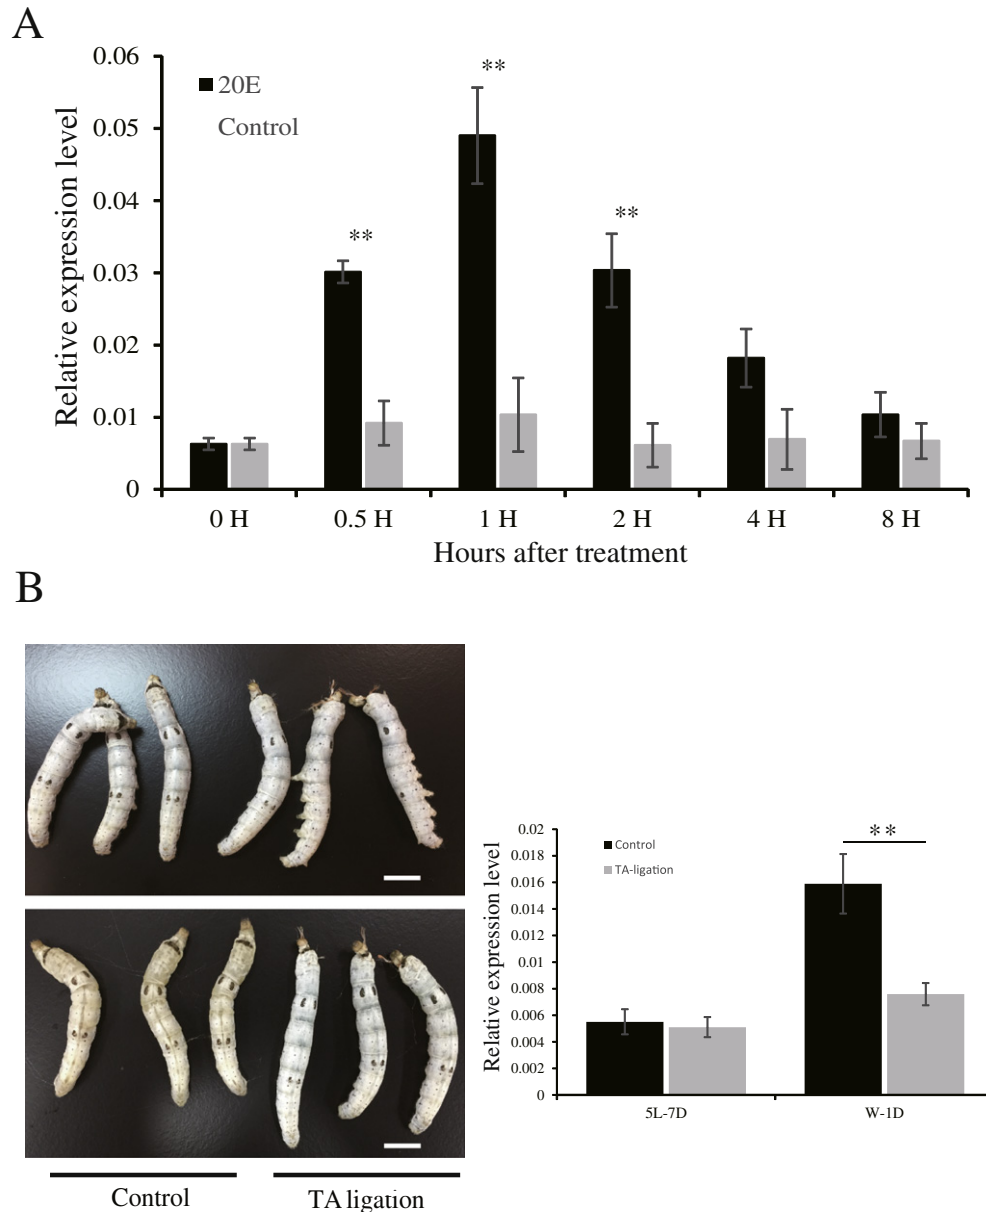 A
0.06
0.05
0.04
0.03
0.02
0.01
0
Relative expression level
20E
Control
**
**
**
0 H
0.5 H
1 H
2 H
4 H
8 H
Hours after treatment
B
Control
TA ligation
0.02
0.018
0.016
0.014
0.012
0.01
0.008
0.006
0.004
0.002
0
Relative expression level
Control
TA-ligation
**
5L-7D
W-1D